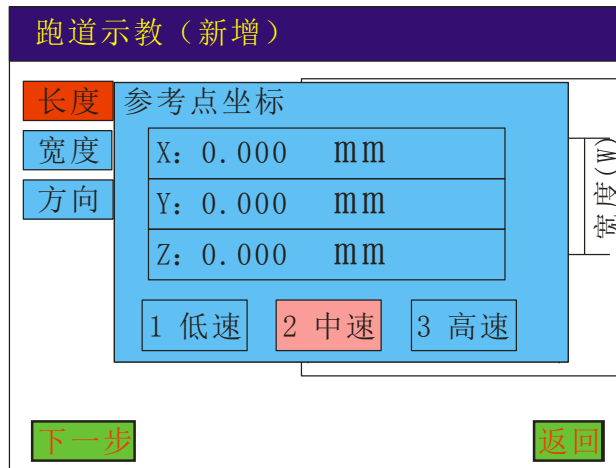 跑道示教（新增）
长度
参考点坐标
宽度
X: 0.000 mm
方向
Y: 0.000 mm
Z: 0.000 mm
宽度(W)
1 低速
2 中速
3 高速
下一步
返回